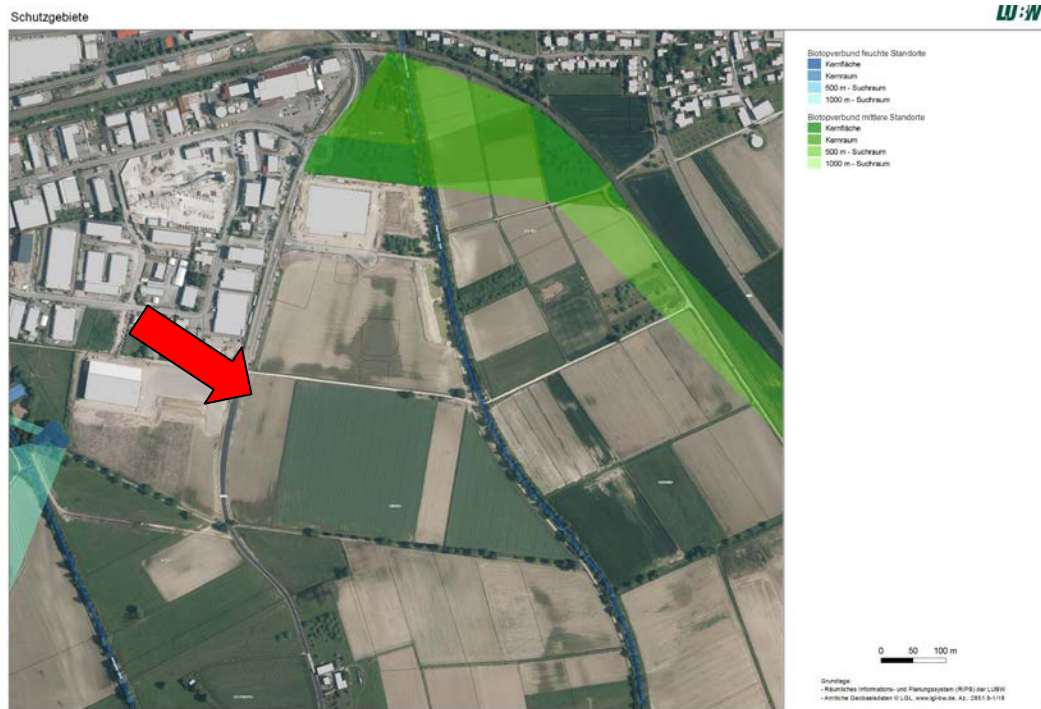 Schutzgebiete
LUBW
Biotopverbund feuchte Standorte
Kernfläche
Kernraum
500 m - Suchraum
1000 m - Suchraum
Biotopverbund mittlere Standorte
Kernfläche
Kernraum
500 m - Suchraum
1000 m - Suchraum
0 50 100 m
Grundlage:
- Räumliches Informations- und Planungssystem (RIPS) der LUBW
- Amtliche Geobasisdaten © LGL, www.lgl-bw.de, Az.: 2851.9-1/19